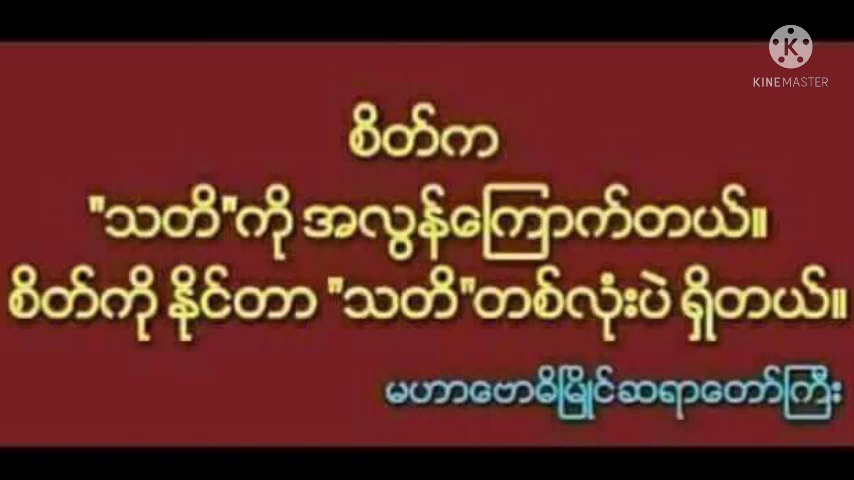 KINEMASTER
စိတ်က
"သတိ"ကို အလွန်ကြောက်တယ်။
စိတ်ကို နိုင်တာ "သတိ"တစ်လုံးပဲ ရှိတယ်။
မဟာဗောဓိမြိုင်ဆရာတော်ကြီး